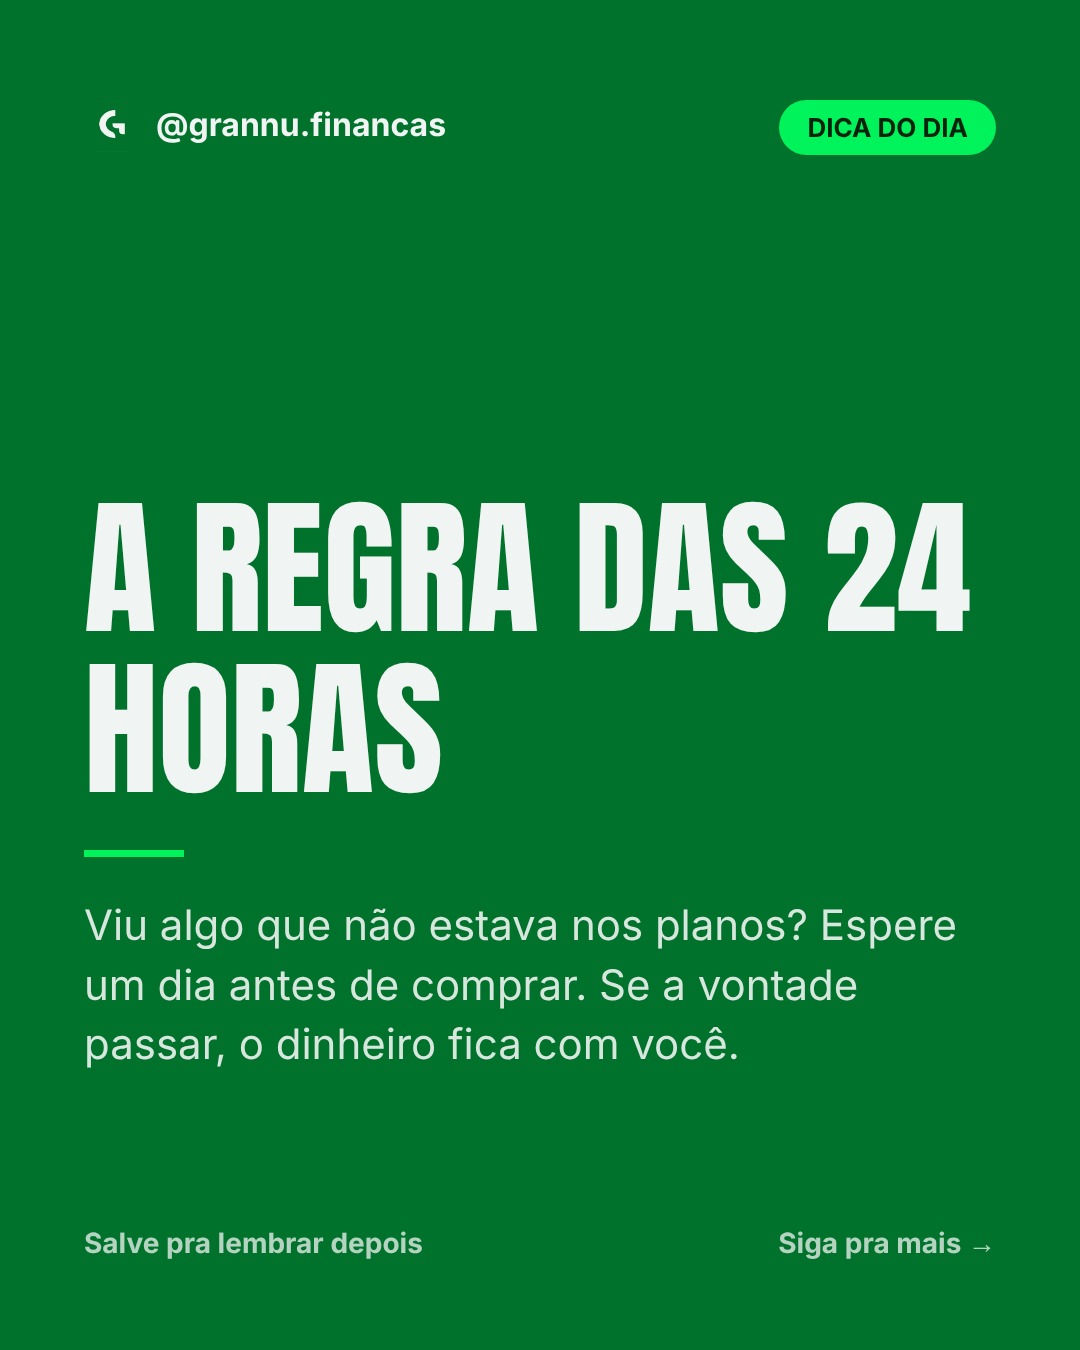 @grannu.financas
DICA DO DIA
A REGRA DAS 24
HORAS
Viu algo que não estava nos planos? Espere
um dia antes de comprar. Se a vontade
passar, o dinheiro fica com você.
Salve pra lembrar depois
Siga pra mais →